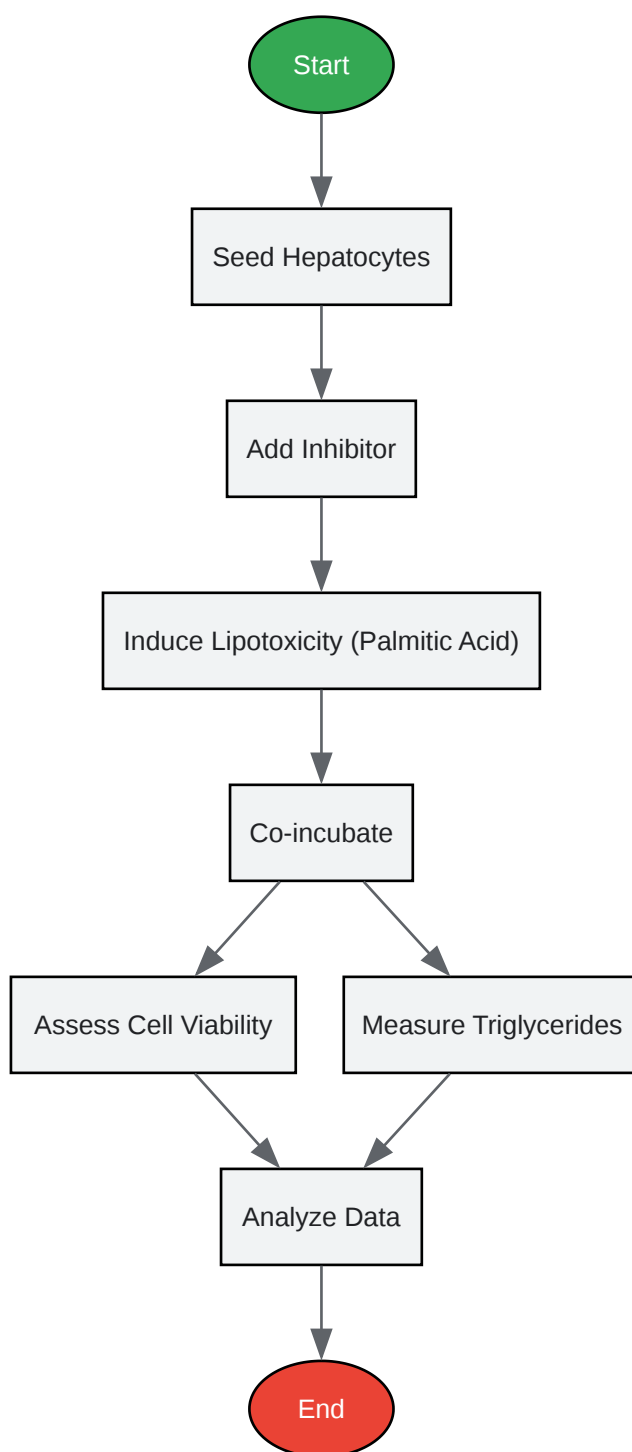 Start
Seed Hepatocytes
Add Inhibitor
Induce Lipotoxicity (Palmitic Acid)
Co-incubate
Assess Cell Viability
Measure Triglycerides
Analyze Data
End